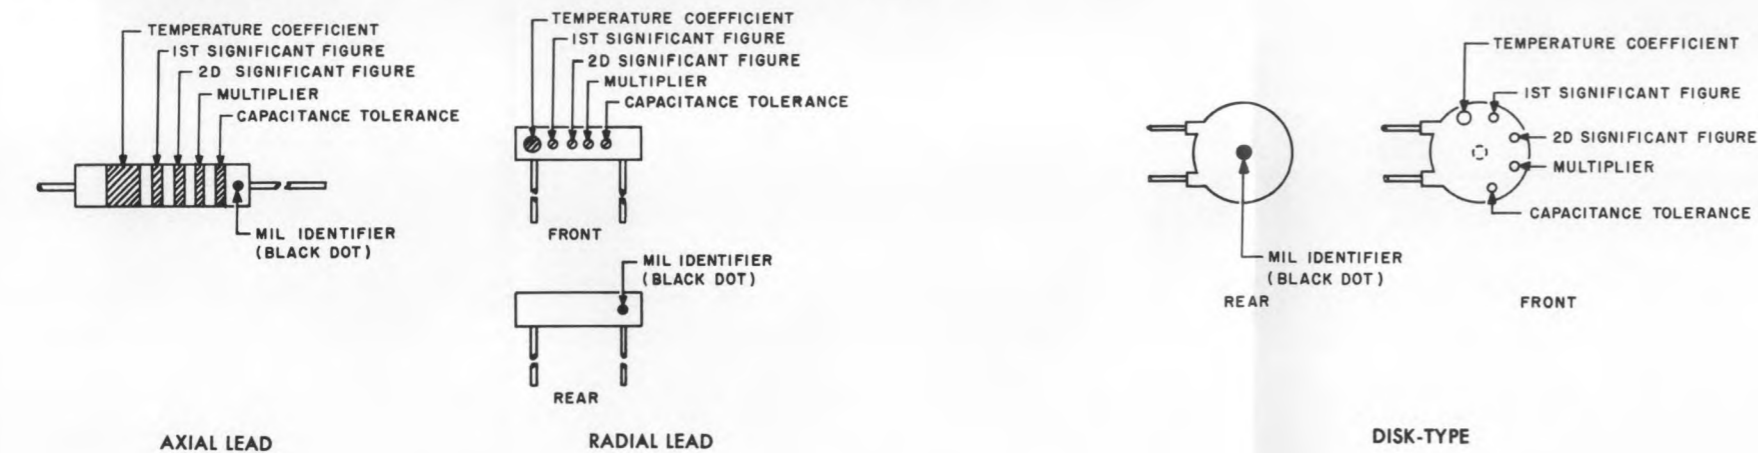 TEMPERATURE COEFFICIENT
1ST SIGNIFICANT FIGURE
2D SIGNIFICANT FIGURE
MULTIPLIER
CAPACITANCE TOLERANCE
MIL IDENTIFIER
(BLACK DOT)
AXIAL LEAD
TEMPERATURE COEFFICIENT
1ST SIGNIFICANT FIGURE
2D SIGNIFICANT FIGURE
MULTIPLIER
CAPACITANCE TOLERANCE
FRONT
MIL IDENTIFIER
(BLACK DOT)
REAR
RADIAL LEAD
MIL IDENTIFIER
(BLACK DOT)
REAR
TEMPERATURE COEFFICIENT
1ST SIGNIFICANT FIGURE
2D SIGNIFICANT FIGURE
MULTIPLIER
CAPACITANCE TOLERANCE
FRONT
DISK-TYPE